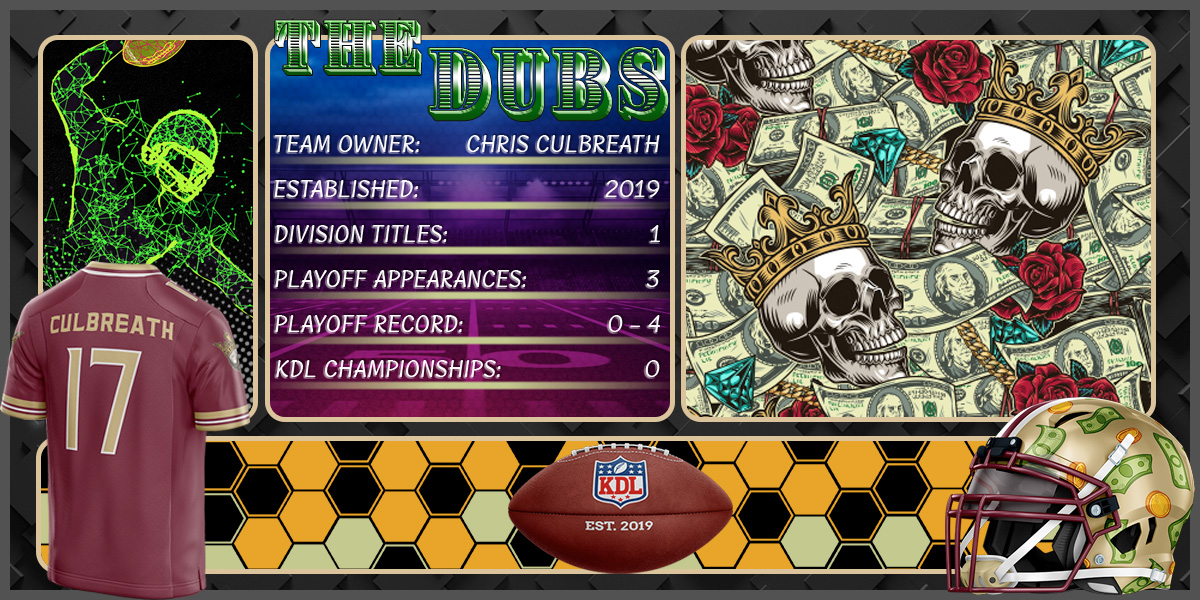 THE
DUBS
TEAM OWNER: CHRIS CULBREATH
ESTABLISHED: 2019
DIVISION TITLES: 1
PLAYOFF APPEARANCES: 3
PLAYOFF RECORD: 0 – 4
KDL CHAMPIONSHIPS: 0
CULBREATH
17
KDL
EST. 2019